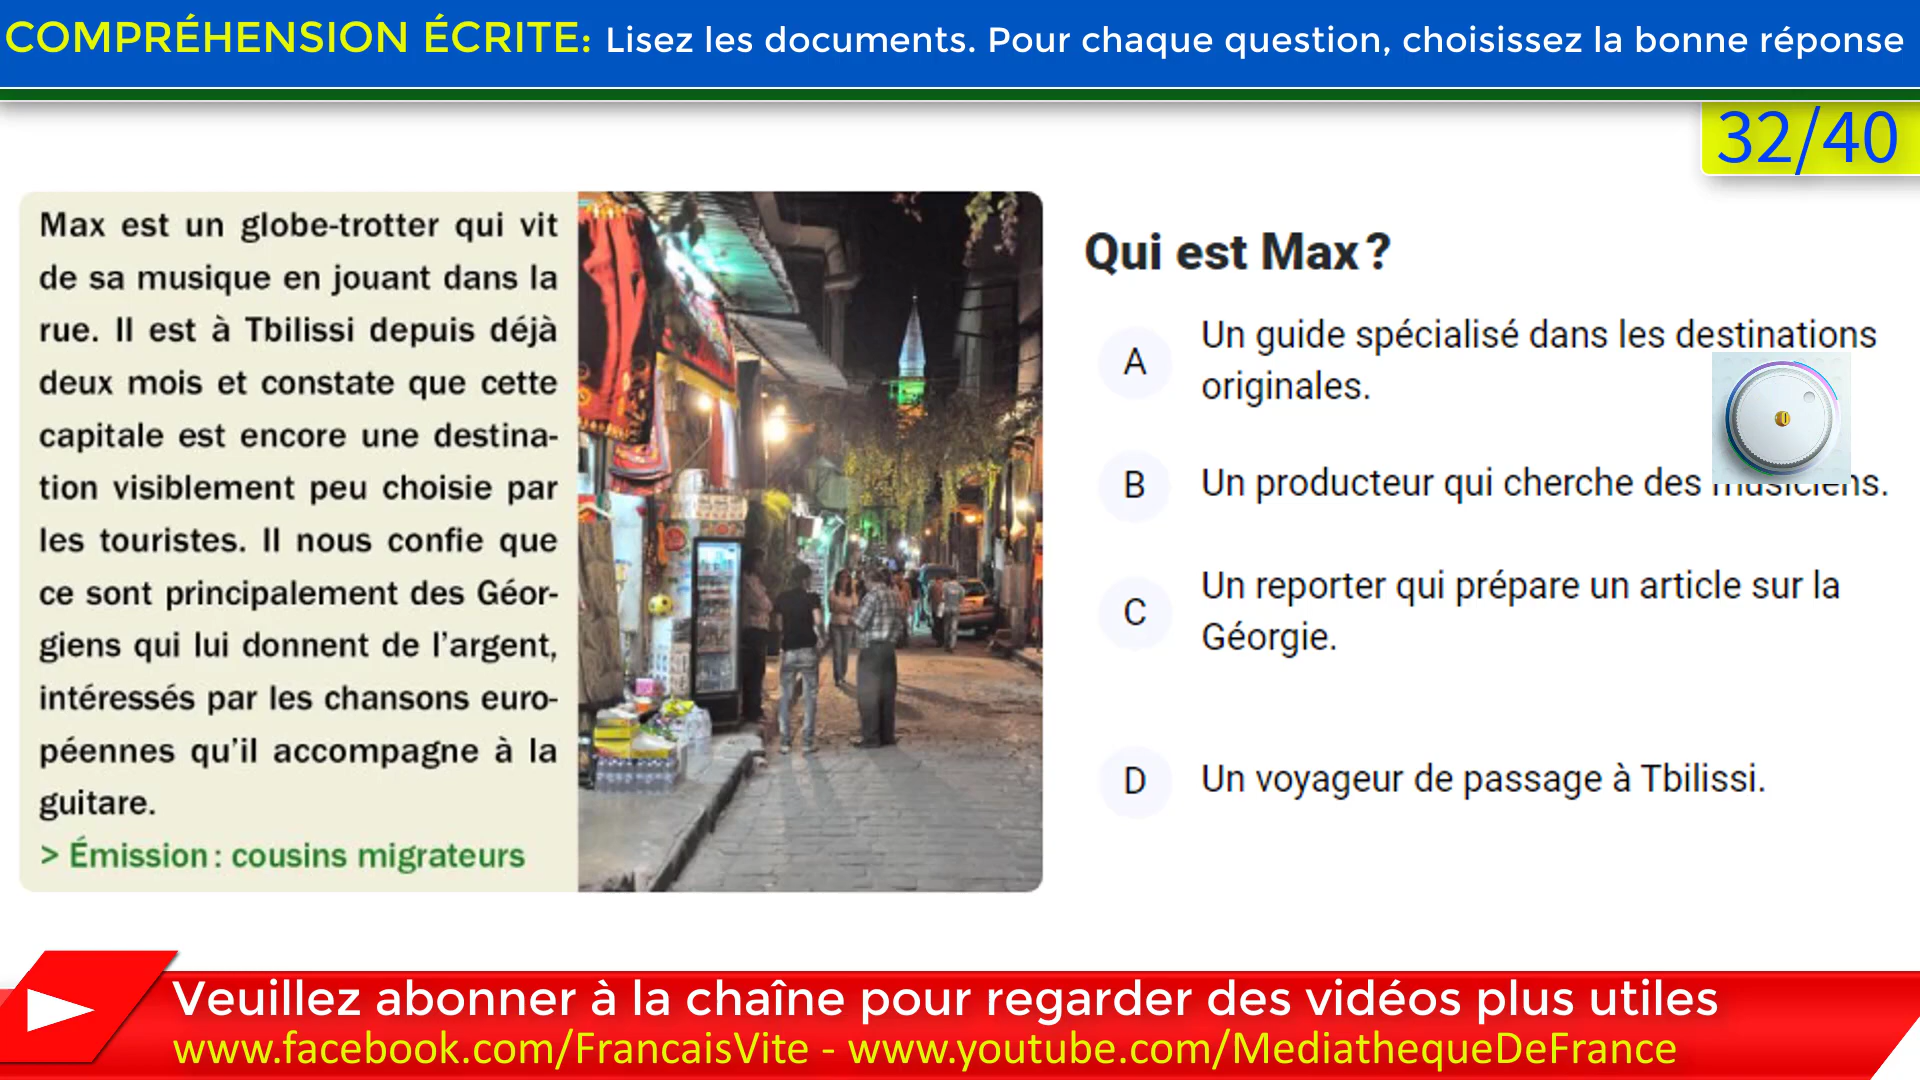 COMPRÉHENSION ÉCRITE: Lisez les documents. Pour chaque question, choisissez la bonne réponse
32/40
Max est un globe-trotter qui vit
de sa musique en jouant dans la
rue. Il est à Tbilissi depuis déjà
deux mois et constate que cette
capitale est encore une destina-
tion visiblement peu choisie par
les touristes. Il nous confie que
ce sont principalement des Géor-
giens qui lui donnent de l'argent,
intéressés par les chansons euro-
péennes qu'il accompagne à la
guitare.
> Émission : cousins migrateurs
Qui est Max ?
A
Un guide spécialisé dans les destinations
originales.
B
Un producteur qui cherche des musiciens.
C
Un reporter qui prépare un article sur la
Géorgie.
D
Un voyageur de passage à Tbilissi.
Veuillez abonner à la chaîne pour regarder des vidéos plus utiles
www.facebook.com/FrancaisVite - www.youtube.com/MediathequeDeFrance